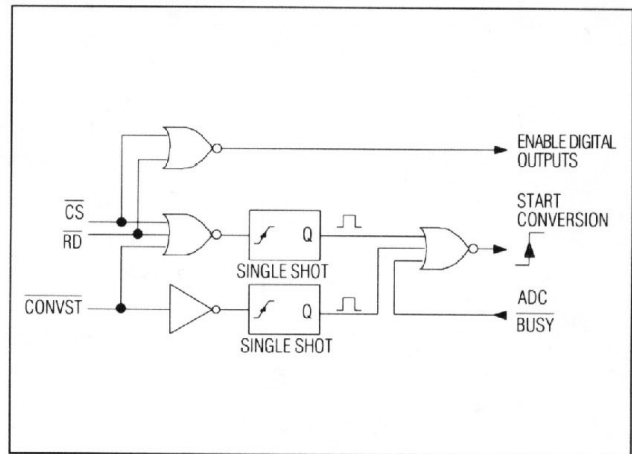 ENABLE DIGITAL
OUTPUTS
CS
RD
CONVST
Q
SINGLE SHOT
START
CONVERSION
Q
SINGLE SHOT
ADC
BUSY